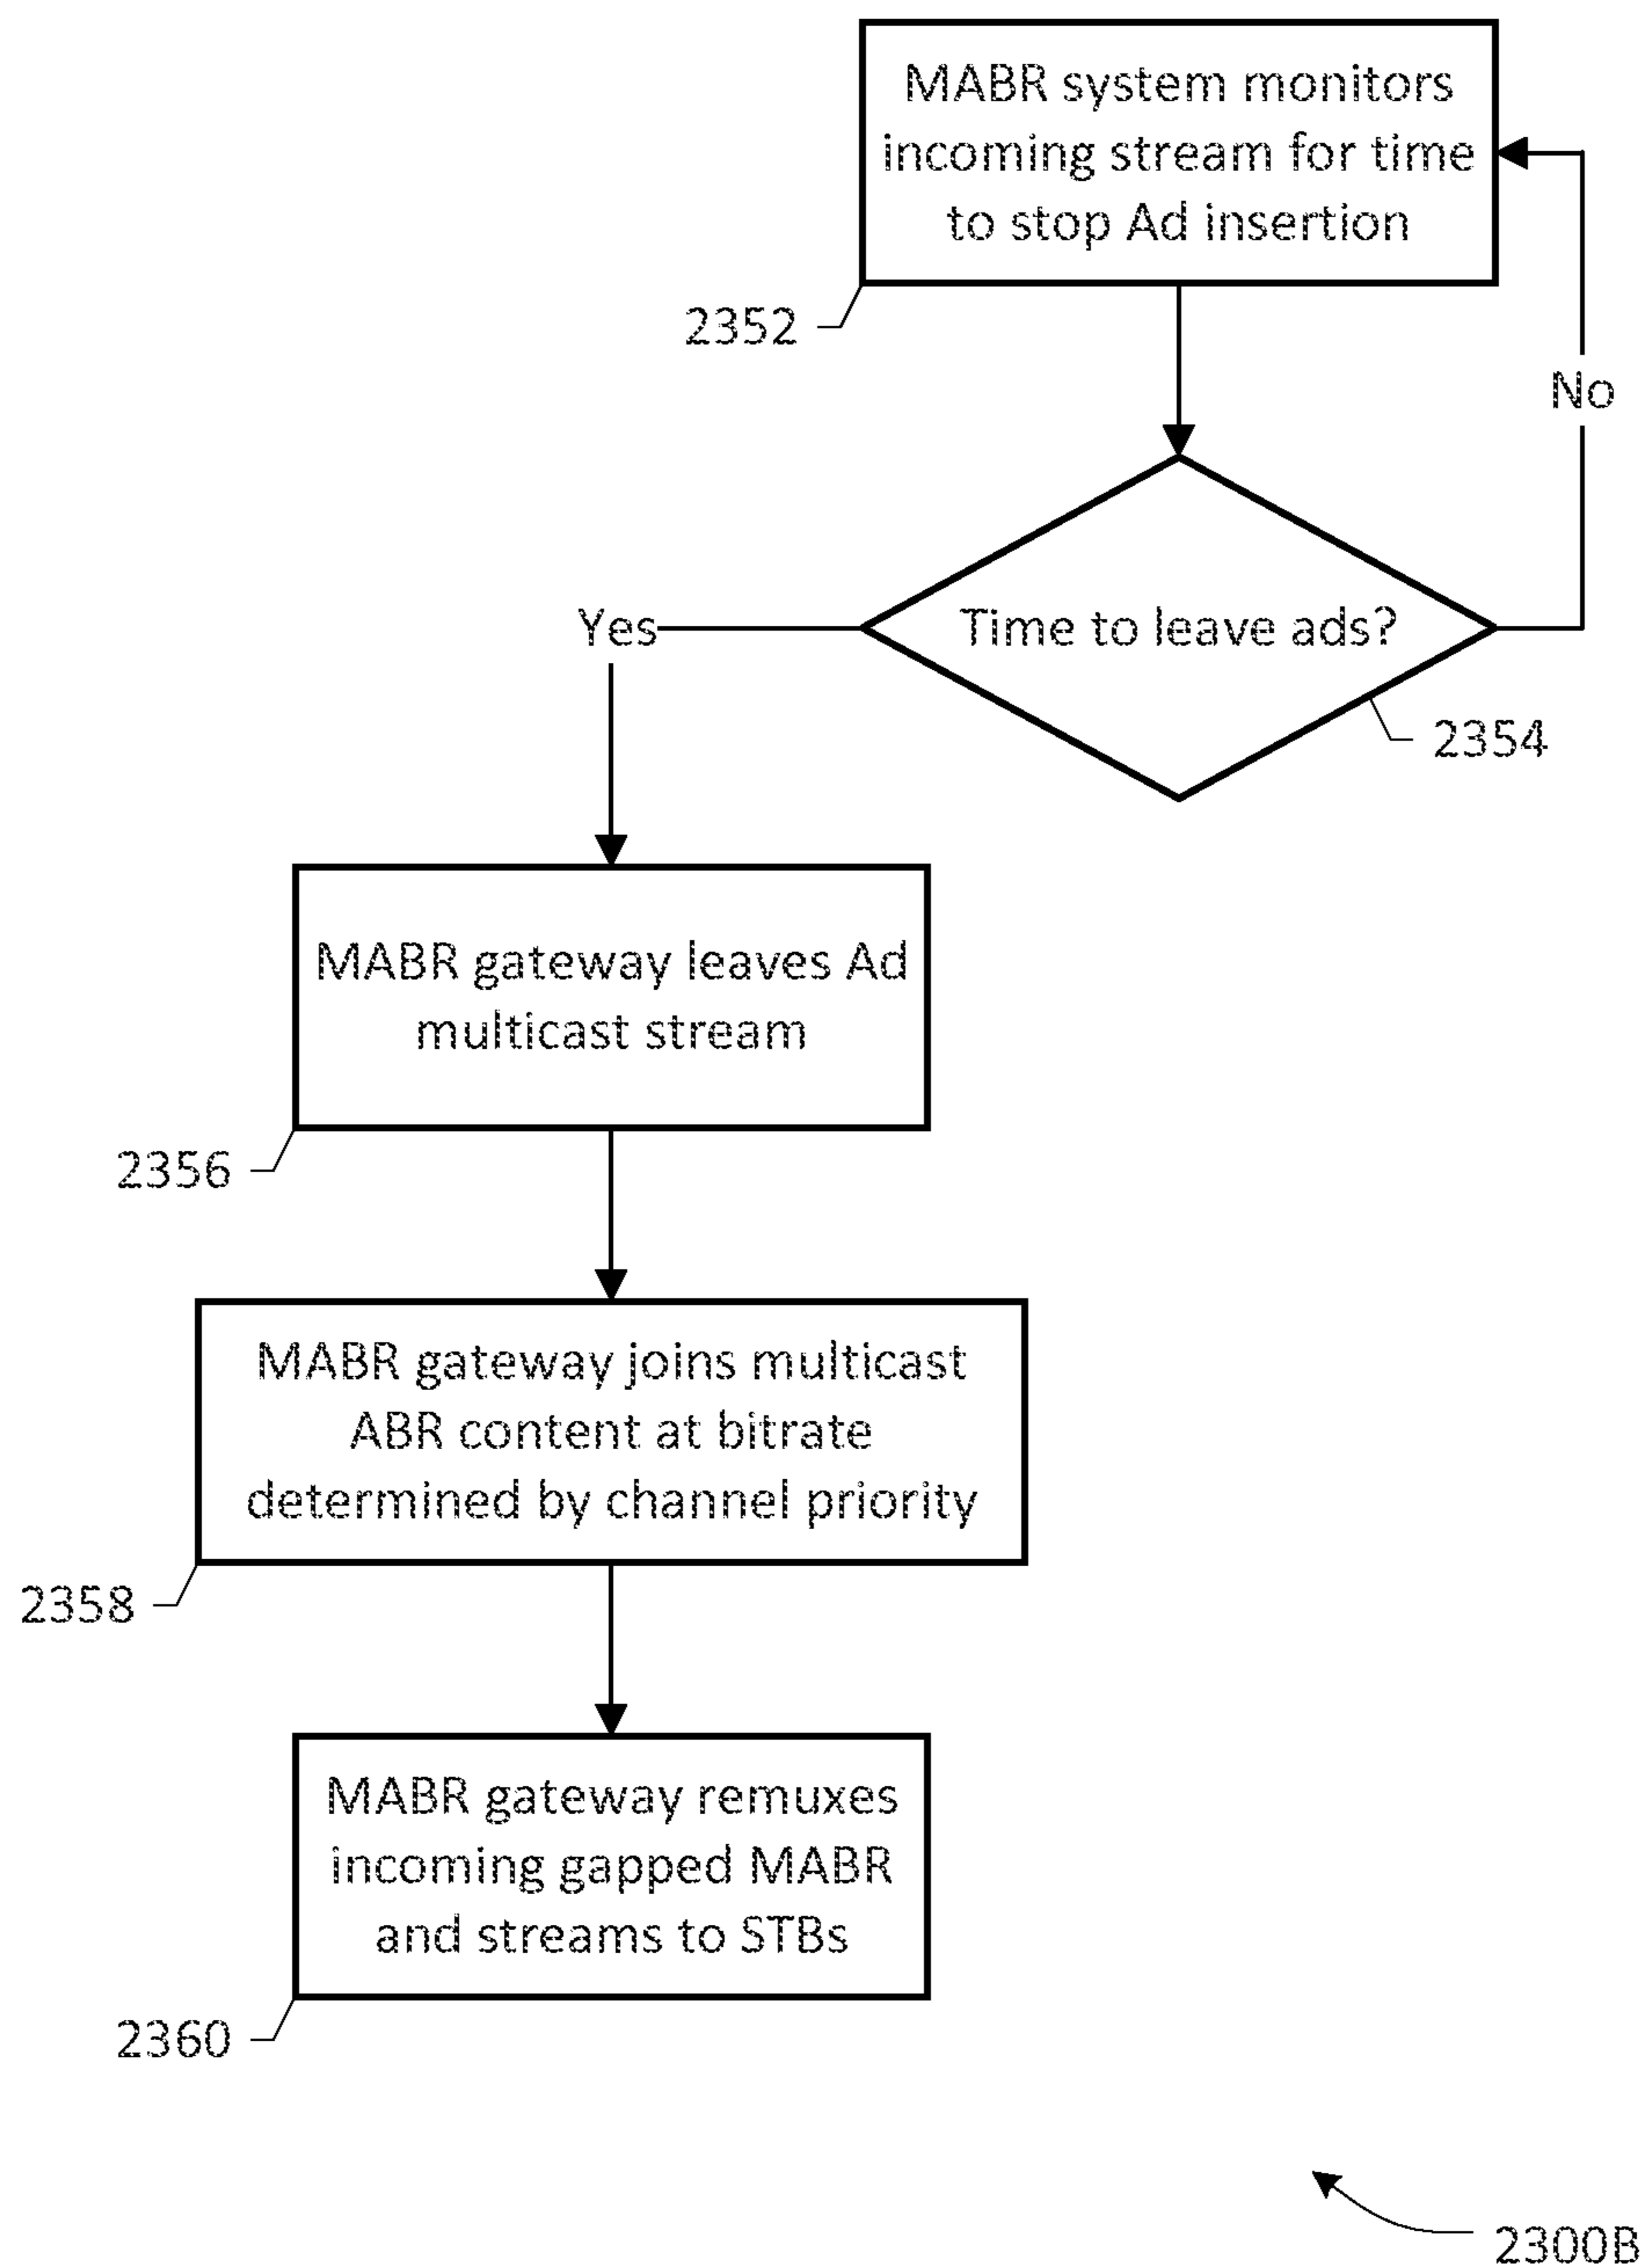 MABR system monitors
incoming stream for time
to stop Ad insertion
2352
No
Time to leave ads?
Yes
2354
MABR gateway leaves Ad
multicast stream
2356
MABR gateway joins multicast
ABR content at bitrate
determined by channel priority
2358
MABR gateway remuxes
incoming gapped MABR
and streams to STBs
2360
2300B